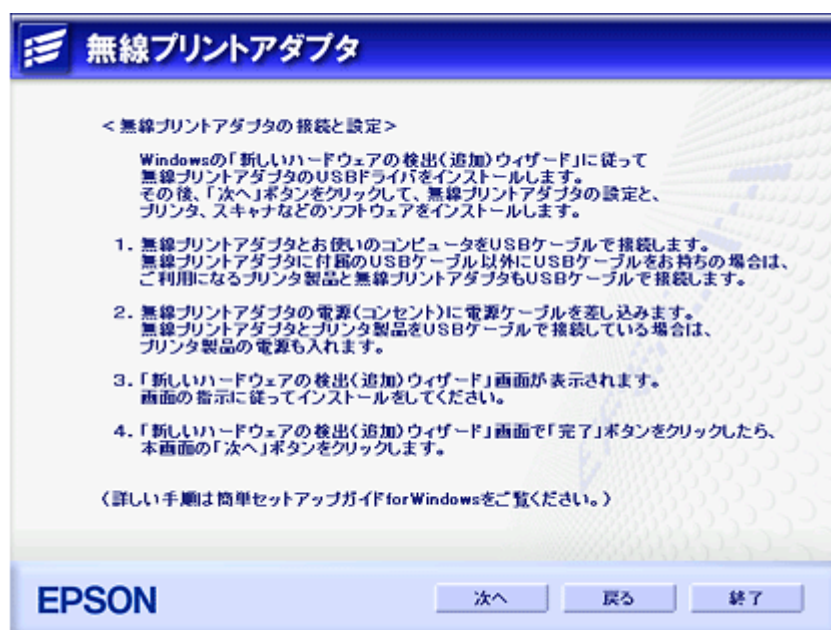 無線プリントアダプタ
＜無線プリントアダプタの接続と設定＞
Windowsの「新しいハードウェアの検出（追加）ウィザード」に従って
無線プリントアダプタのUSBドライバをインストールします。
その後、「次へ」ボタンをクリックして、無線プリントアダプタの設定と、
プリンタ、スキャナなどのソフトウェアをインストールします。
1. 無線プリントアダプタとお使いのコンピュータをUSBケーブルで接続します。
無線プリントアダプタに付属のUSBケーブル以外にUSBケーブルをお持ちの場合は、
ご利用になるプリンタ製品と無線プリントアダプタもUSBケーブルで接続します。
2. 無線プリントアダプタの電源（コンセント）に電源ケーブルを差し込みます。
無線プリントアダプタとプリンタ製品をUSBケーブルで接続している場合は、
プリンタ製品の電源も入れます。
3. 「新しいハードウェアの検出（追加）ウィザード」画面が表示されます。
画面の指示に従ってインストールをしてください。
4. 「新しいハードウェアの検出（追加）ウィザード」画面で「完了」ボタンをクリックしたら、
本画面の「次へ」ボタンをクリックします。
（詳しい手順は簡単セットアップガイドforWindowsをご覧ください。）
EPSON 次へ 戻る 終了